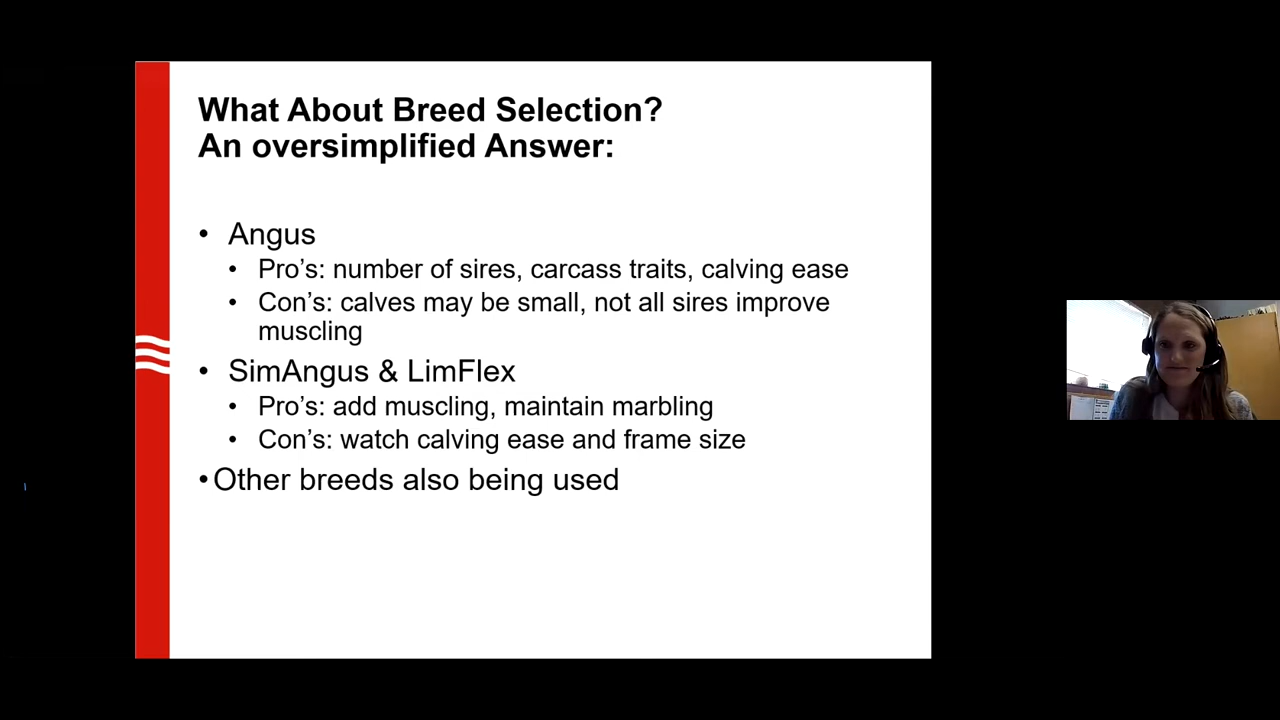 What About Breed Selection?
An oversimplified Answer:
• Angus
• Pro’s: number of sires, carcass traits, calving ease
• Con’s: calves may be small, not all sires improve
muscling
• SimAngus & LimFlex
• Pro’s: add muscling, maintain marbling
• Con’s: watch calving ease and frame size
• Other breeds also being used